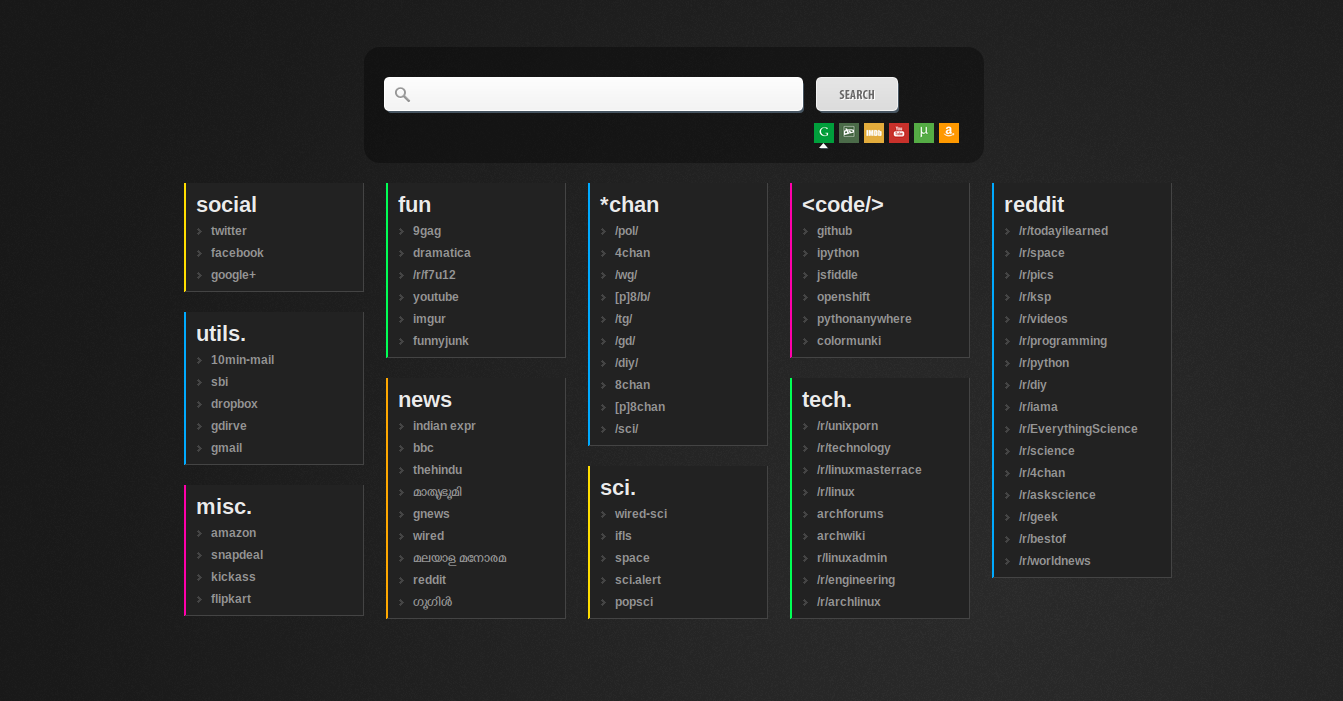 SEARCH
G
IMDb
You
Tube
µ
a
social
twitter
facebook
google+
utils.
10min-mail
sbi
dropbox
gdirve
gmail
misc.
amazon
snapdeal
kickass
flipkart
fun
9gag
dramatica
/r/f7u12
youtube
imgur
funnyjunk
news
indian expr
bbc
thehindu
മാതൃഭൂമി
gnews
wired
മലയാള മനോരമ
reddit
ഗൂഗിൾ
*chan
/pol/
4chan
/wg/
[p]8/b/
/tg/
/gd/
/diy/
8chan
[p]8chan
/sci/
sci.
wired-sci
ifls
space
sci.alert
popsci
<code/>
github
ipython
jsfiddle
openshift
pythonanywhere
colormunki
tech.
/r/unixporn
/r/technology
/r/linuxmasterrace
/r/linux
archforums
archwiki
r/linuxadmin
/r/engineering
/r/archlinux
reddit
/r/todayilearned
/r/space
/r/pics
/r/ksp
/r/videos
/r/programming
/r/python
/r/diy
/r/iama
/r/EverythingScience
/r/science
/r/4chan
/r/askscience
/r/geek
/r/bestof
/r/worldnews